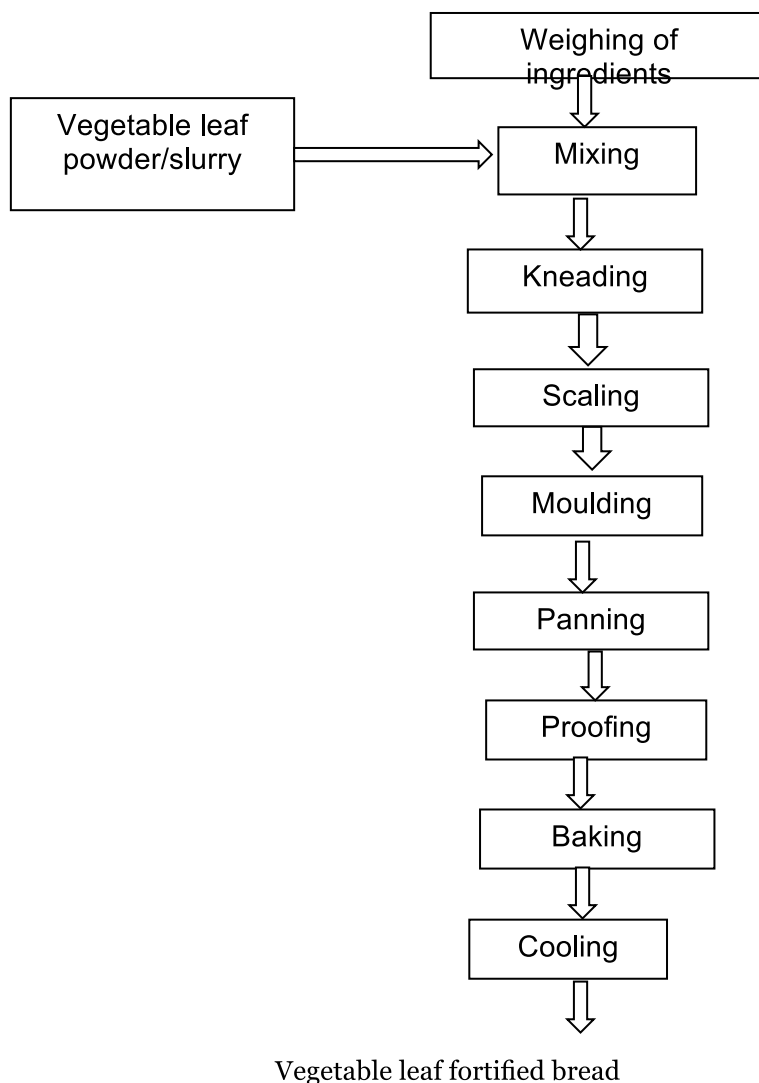 Weighing of
ingredients
Vegetable leaf
powder/slurry
Mixing
Kneading
Scaling
Moulding
Panning
Proofing
Baking
Cooling
Vegetable leaf fortified bread